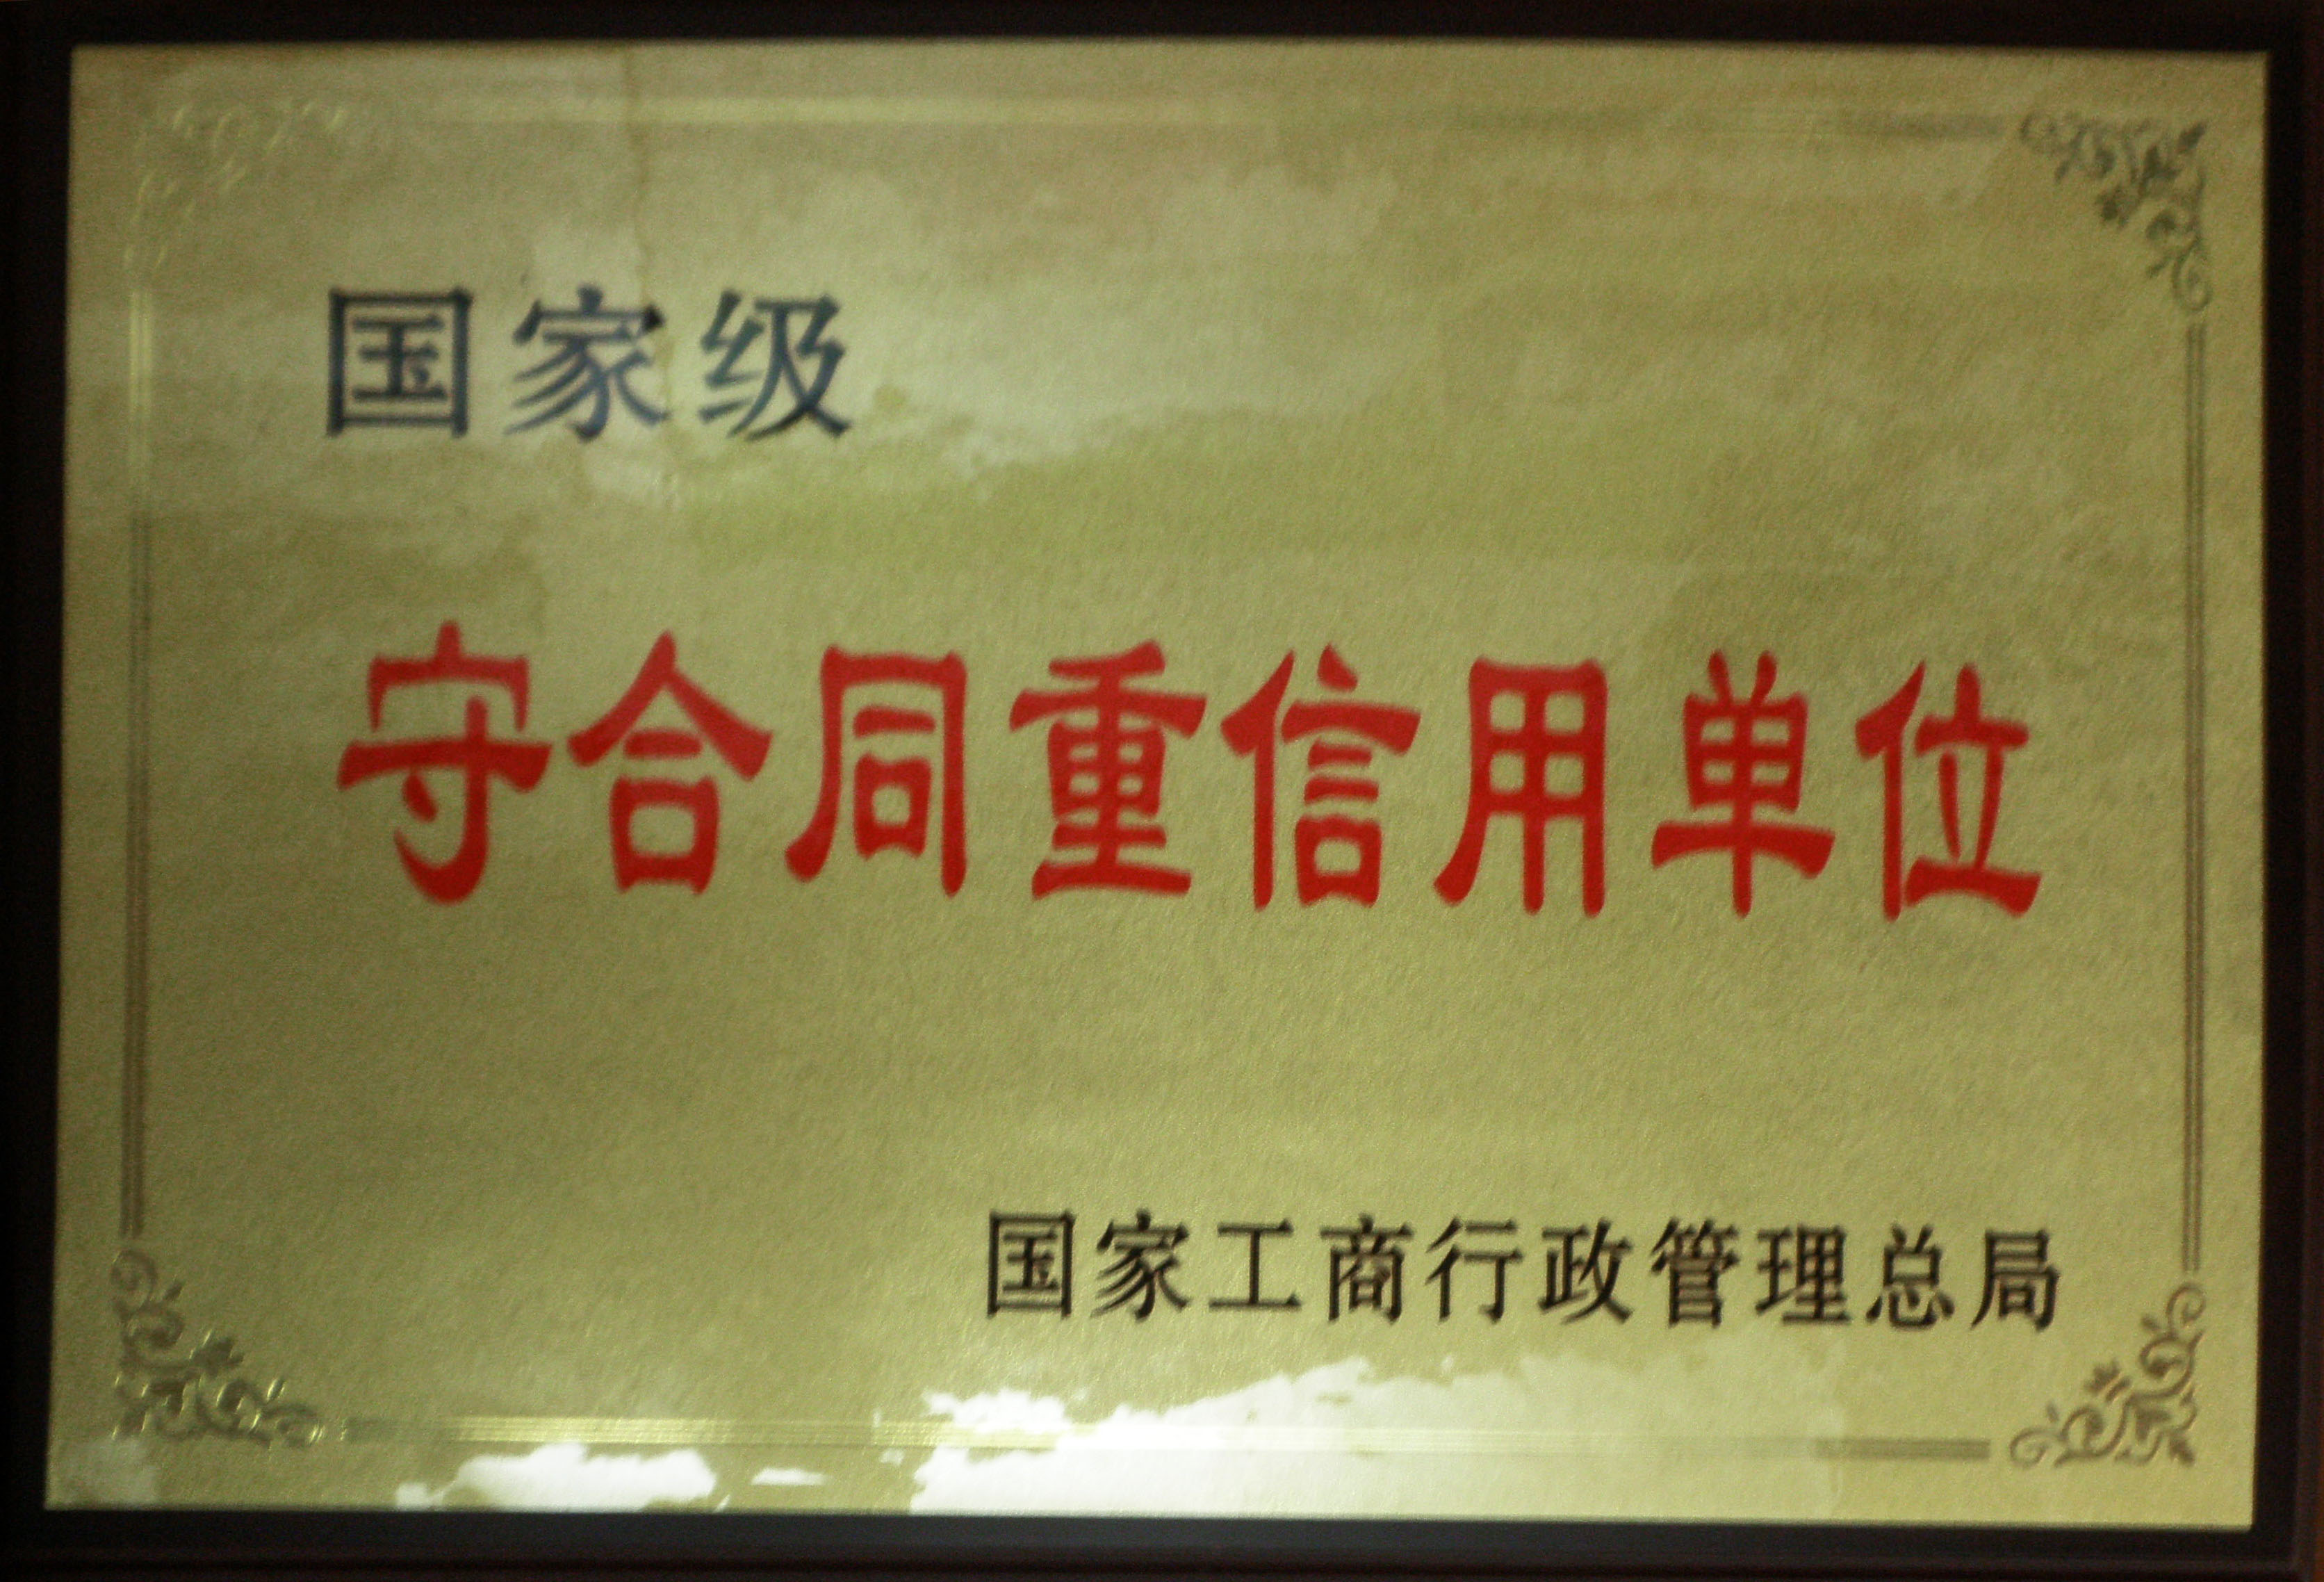 国家级
守合同重信用单位
国家工商行政管理总局